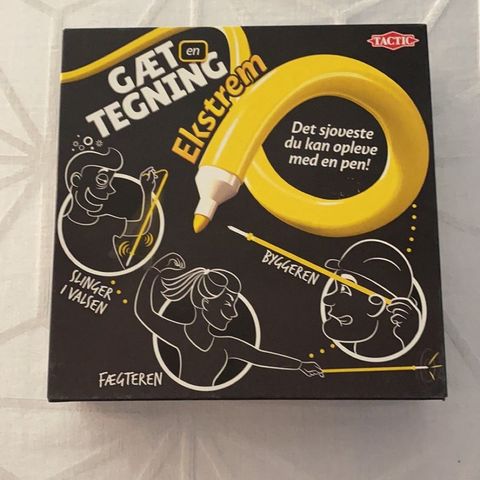 TACTIC
GÆT en
TEGNING
Ekstrem
Det sjoveste
du kan opleve
med en pen!
SLINGER
I VALSEN
BYGGEREN
FÆGTEREN